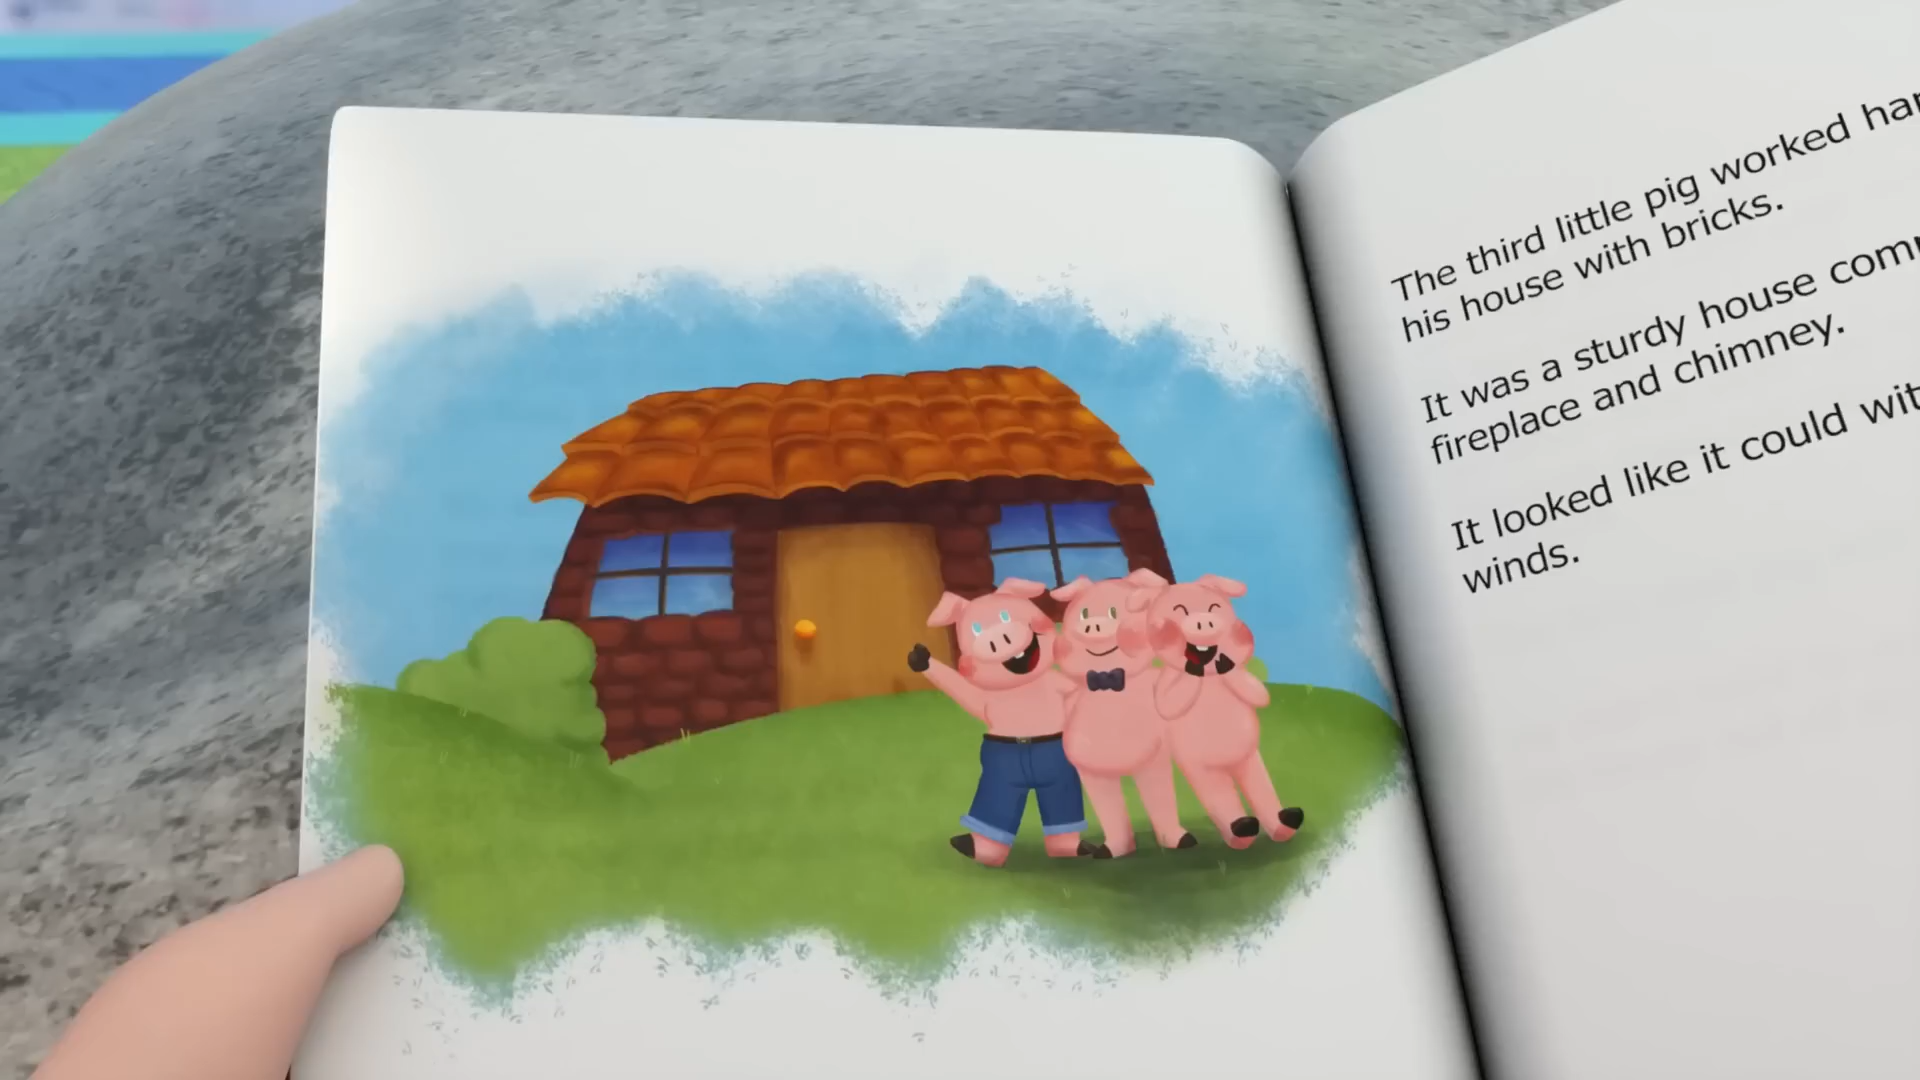 The third little pig worked
his house with bricks.
It was a sturdy house
fireplace and chimney.
It looked like it could
winds.